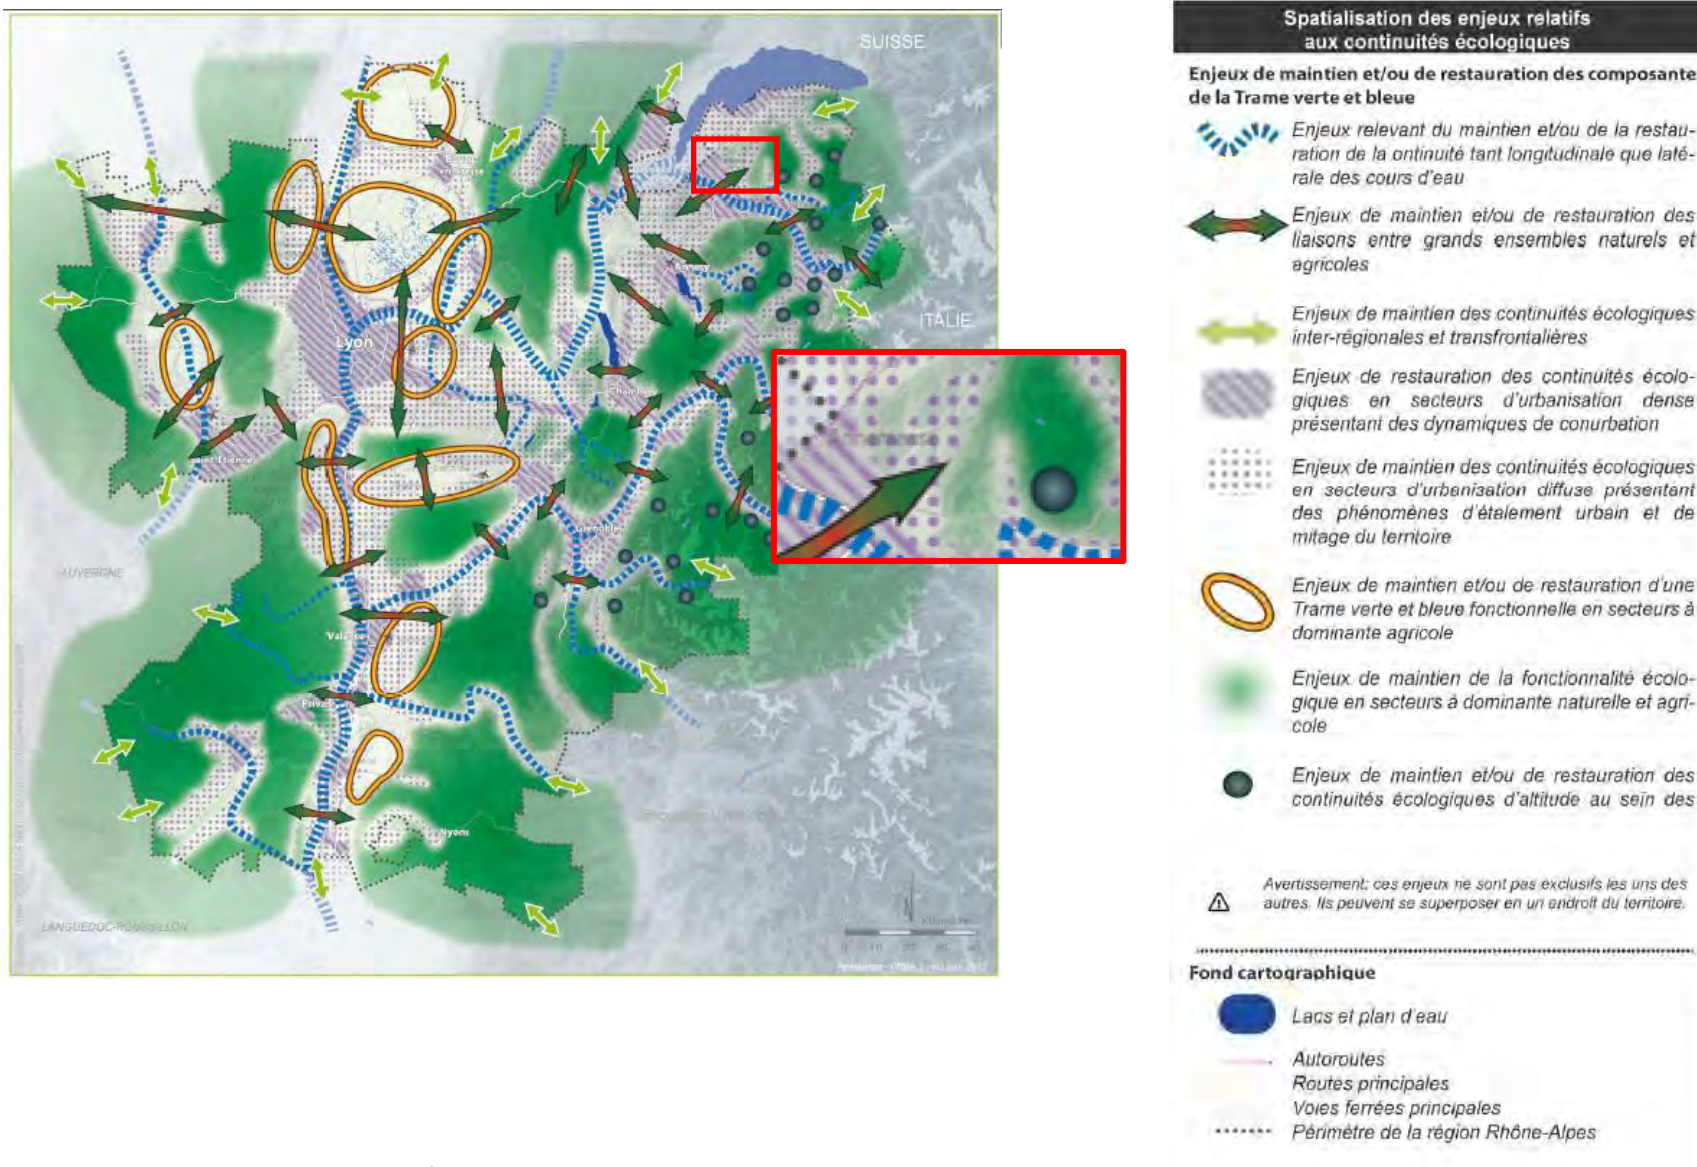 SUISSE
Bourg-
en-Bresse
Annecy
ITALIE
Lyon
Saint-Etienne
Grenoble
AUVERGNE
Valence
Privas
Nyons
LANGUEDOC-ROUSSILLON
Spatialisation des enjeux relatifs
aux continuités écologiques
Enjeux de maintien et/ou de restauration des composante
de la Trame verte et bleue
Enjeux relevant du maintien et/ou de la restau-
ration de la ontinuité tant longitudinale que laté-
rale des cours d'eau
Enjeux de maintien et/ou de restauration des
liaisons entre grands ensembles naturels et
agricoles
Enjeux de maintien des continuités écologiques
inter-régionales et transfrontalières
Enjeux de restauration des continuités écolo-
giques en secteurs d'urbanisation dense
présentant des dynamiques de conurbation
Enjeux de maintien des continuités écologiques
en secteurs d'urbanisation diffuse présentant
des phénomènes d'étalement urbain et de
mitage du territoire
Enjeux de maintien et/ou de restauration d'une
Trame verte et bleue fonctionnelle en secteurs à
dominante agricole
Enjeux de maintien de la fonctionnalité écolo-
gique en secteurs à dominante naturelle et agri-
cole
Enjeux de maintien et/ou de restauration des
continuités écologiques d'altitude au sein des
Avertissement: ces enjeux ne sont pas exclusifs les uns des
autres. Ils peuvent se superposer en un endroit du territoire.
Fond cartographique
Lacs et plan d'eau
Autoroutes
Routes principales
Voies ferrées principales
Périmètre de la région Rhône-Alpes